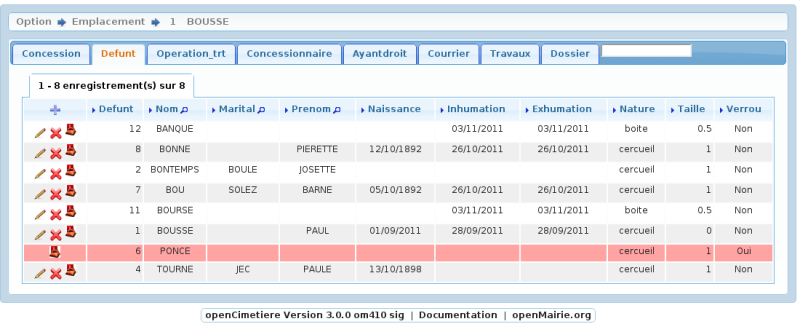 Option Emplacement 1 BOUSSE
Concession Defunt Operation_trt Concessionnaire Ayantdroit Courrier Travaux Dossier
1 - 8 enregistrement(s) sur 8
Defunt Nom Marital Prenom Naissance Inhumation Exhumation Nature Taille Verrou
12 BANQUE 03/11/2011 03/11/2011 boite 0.5 Non
8 BONNE PIERETTE 12/10/1892 26/10/2011 26/10/2011 cercueil 1 Non
2 BONTEMPS BOULE JOSETTE cercueil 1 Non
7 BOU SOLEZ BARNE 05/10/1892 26/10/2011 26/10/2011 cercueil 1 Non
11 BOURSE 03/11/2011 03/11/2011 boite 0.5 Non
1 BOUSSE PAUL 01/09/2011 28/09/2011 28/09/2011 cercueil 0 Non
6 PONCE cercueil 1 Oui
4 TOURNE JEC PAULE 13/10/1898 cercueil 1 Non
openCimetiere Version 3.0.0 om410 sig | Documentation | openMairie.org